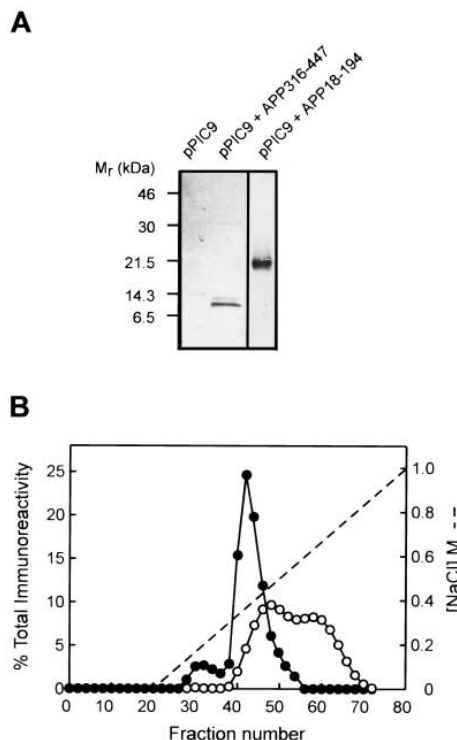 A
pPIC9
pPIC9 + APP316-447
pPIC9 + APP18-194
Mr (kDa)
46
30
21.5
14.3
6.5
B
% Total Immunoreactivity
25
20
15
10
5
0
0 10 20 30 40 50 60 70 80
Fraction number
1.0
0.8
0.6
0.4
0.2
0
[NaCl] M